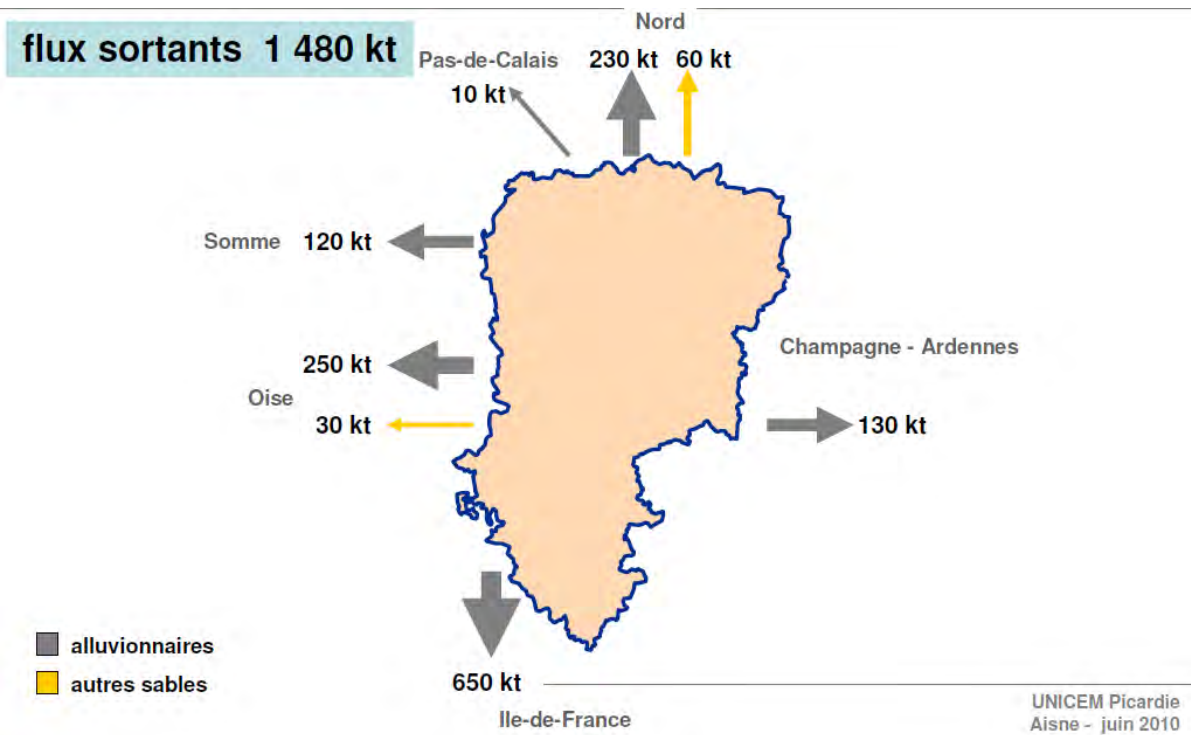 flux sortants 1 480 kt
Nord
Pas-de-Calais
230 kt 60 kt
10 kt
Somme 120 kt
Champagne - Ardennes
250 kt
Oise
30 kt
130 kt
alluvionnaires
autres sables
650 kt
Ile-de-France
UNICEM Picardie
Aisne - juin 2010